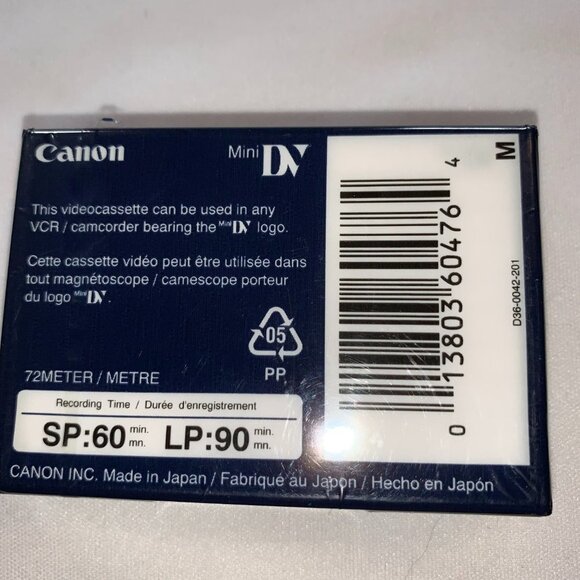 Canon
Mini DV
This videocassette can be used in any
VCR / camcorder bearing the Mini DV logo.
Cette cassette vidéo peut être utilisée dans
tout magnétoscope / camescope porteur
du logo Mini DV.
05
PP
72METER / METRE
Recording Time / Durée d'enregistrement
SP:60 min. mn. LP:90 min. mn.
CANON INC. Made in Japan / Fabriqué au Japon / Hecho en Japón
0 13803 60476 4
M
D36-0042-201